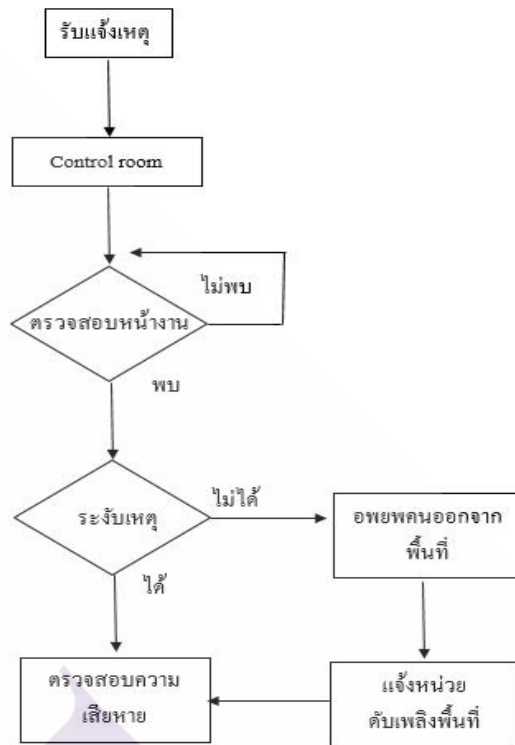 รับแจ้งเหตุ
Control room
ไม่พบ
ตรวจสอบหน้างาน
พบ
ไม่ได้
ระงับเหตุ
อพยพคนออกจาก
พื้นที่
ได้
ตรวจสอบความ
เสียหาย
แจ้งหน่วย
ดับเพลิงพื้นที่